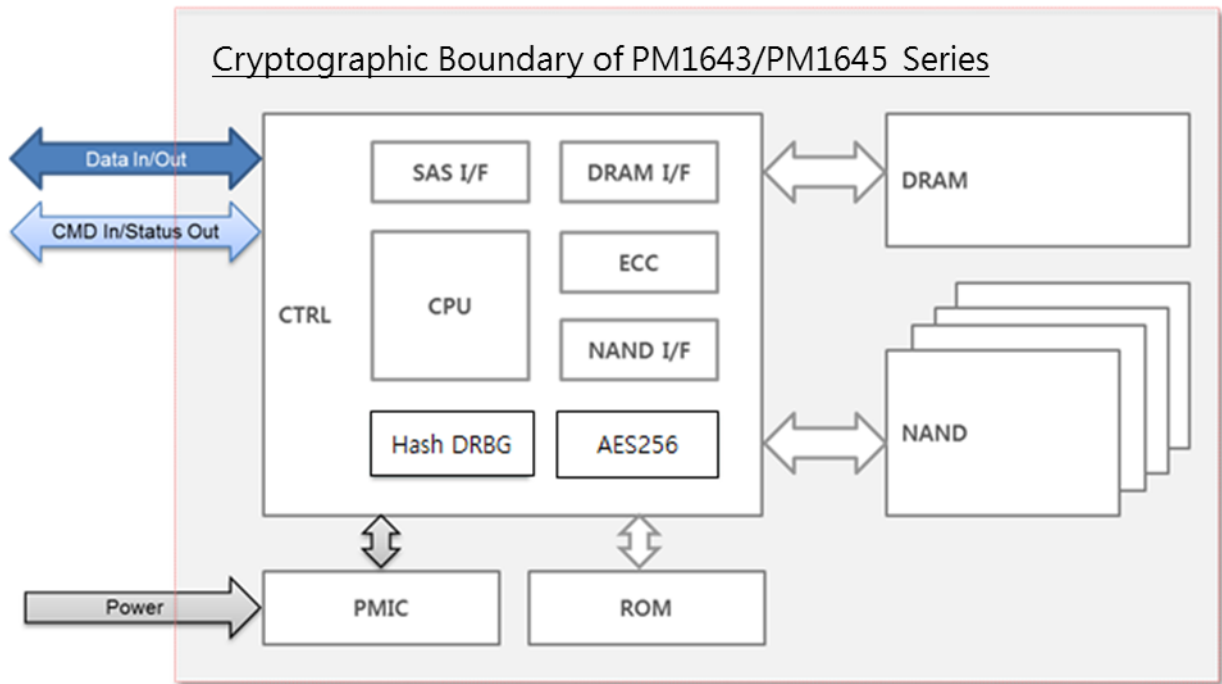 Cryptographic Boundary of PM1643/PM1645 Series
Data In/Out
CMD In/Status Out
CTRL
SAS I/F
DRAM I/F
CPU
ECC
NAND I/F
Hash DRBG
AES256
DRAM
NAND
Power
PMIC
ROM